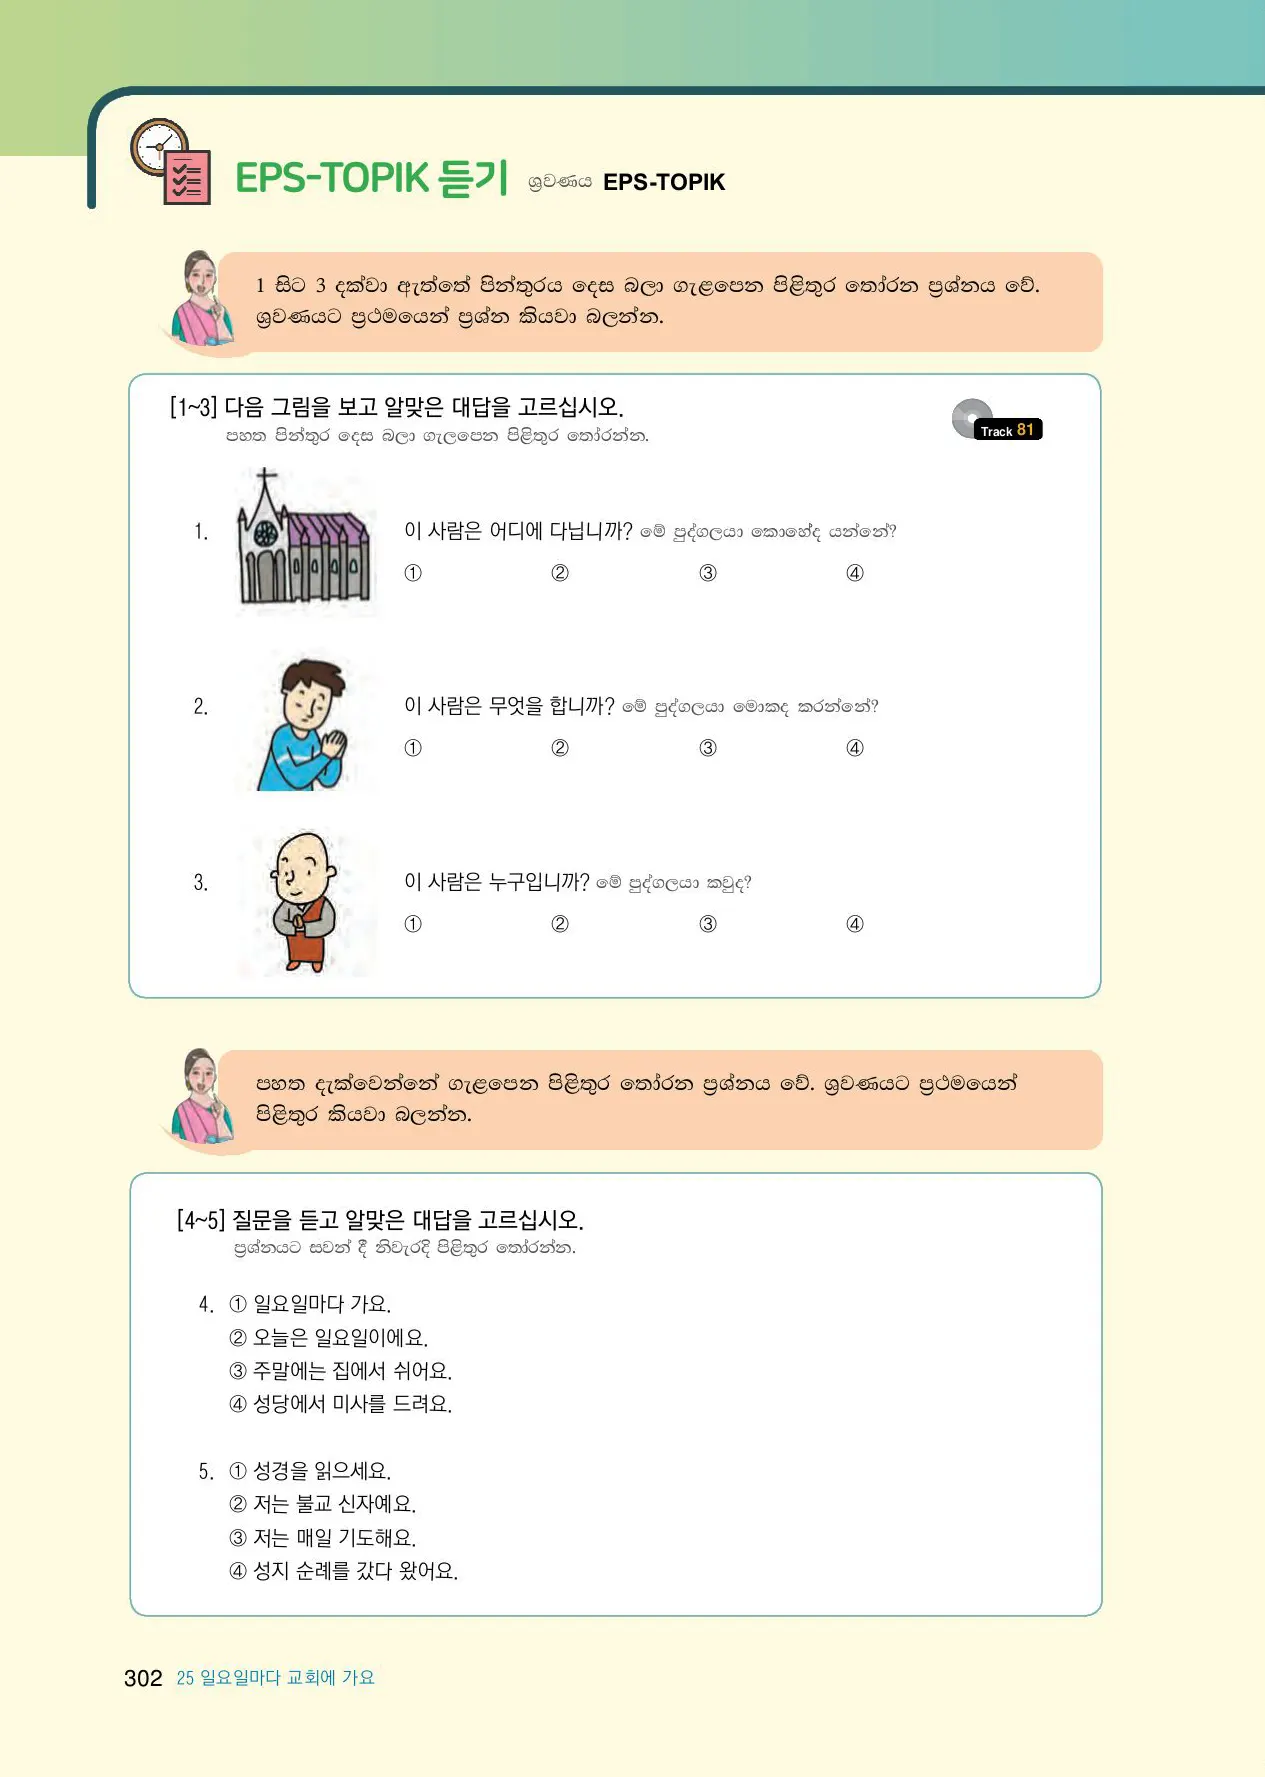 EPS-TOPIK 듣기 ශ්‍රවණය EPS-TOPIK
1 සිට 3 දක්වා ඇත්තේ පින්තූරය දෙස බලා ගැළපෙන පිළිතුර තෝරන ප්‍රශ්නය වේ.
ශ්‍රවණයට ප්‍රථමයෙන් ප්‍රශ්න කියවා බලන්න.
[1~3] 다음 그림을 보고 알맞은 대답을 고르십시오.
පහත පින්තුර දෙස බලා ගැලපෙන පිළිතුර තෝරන්න.
Track 81
1. 이 사람은 어디에 다닙니까? මේ පුද්ගලයා කොහේද යන්නේ?
① ② ③ ④
2. 이 사람은 무엇을 합니까? මේ පුද්ගලයා මොකද කරන්නේ?
① ② ③ ④
3. 이 사람은 누구입니까? මේ පුද්ගලයා කවුද?
① ② ③ ④
පහත දැක්වෙන්නේ ගැළපෙන පිළිතුර තෝරන ප්‍රශ්නය වේ. ශ්‍රවණයට ප්‍රථමයෙන්
පිළිතුර කියවා බලන්න.
[4~5] 질문을 듣고 알맞은 대답을 고르십시오.
ප්‍රශ්නයට සවන් දී නිවැරදි පිළිතුර තෝරන්න.
4. ① 일요일마다 가요.
② 오늘은 일요일이에요.
③ 주말에는 집에서 쉬어요.
④ 성당에서 미사를 드려요.
5. ① 성경을 읽으세요.
② 저는 불교 신자예요.
③ 저는 매일 기도해요.
④ 성지 순례를 갔다 왔어요.
302 25 일요일마다 교회에 가요